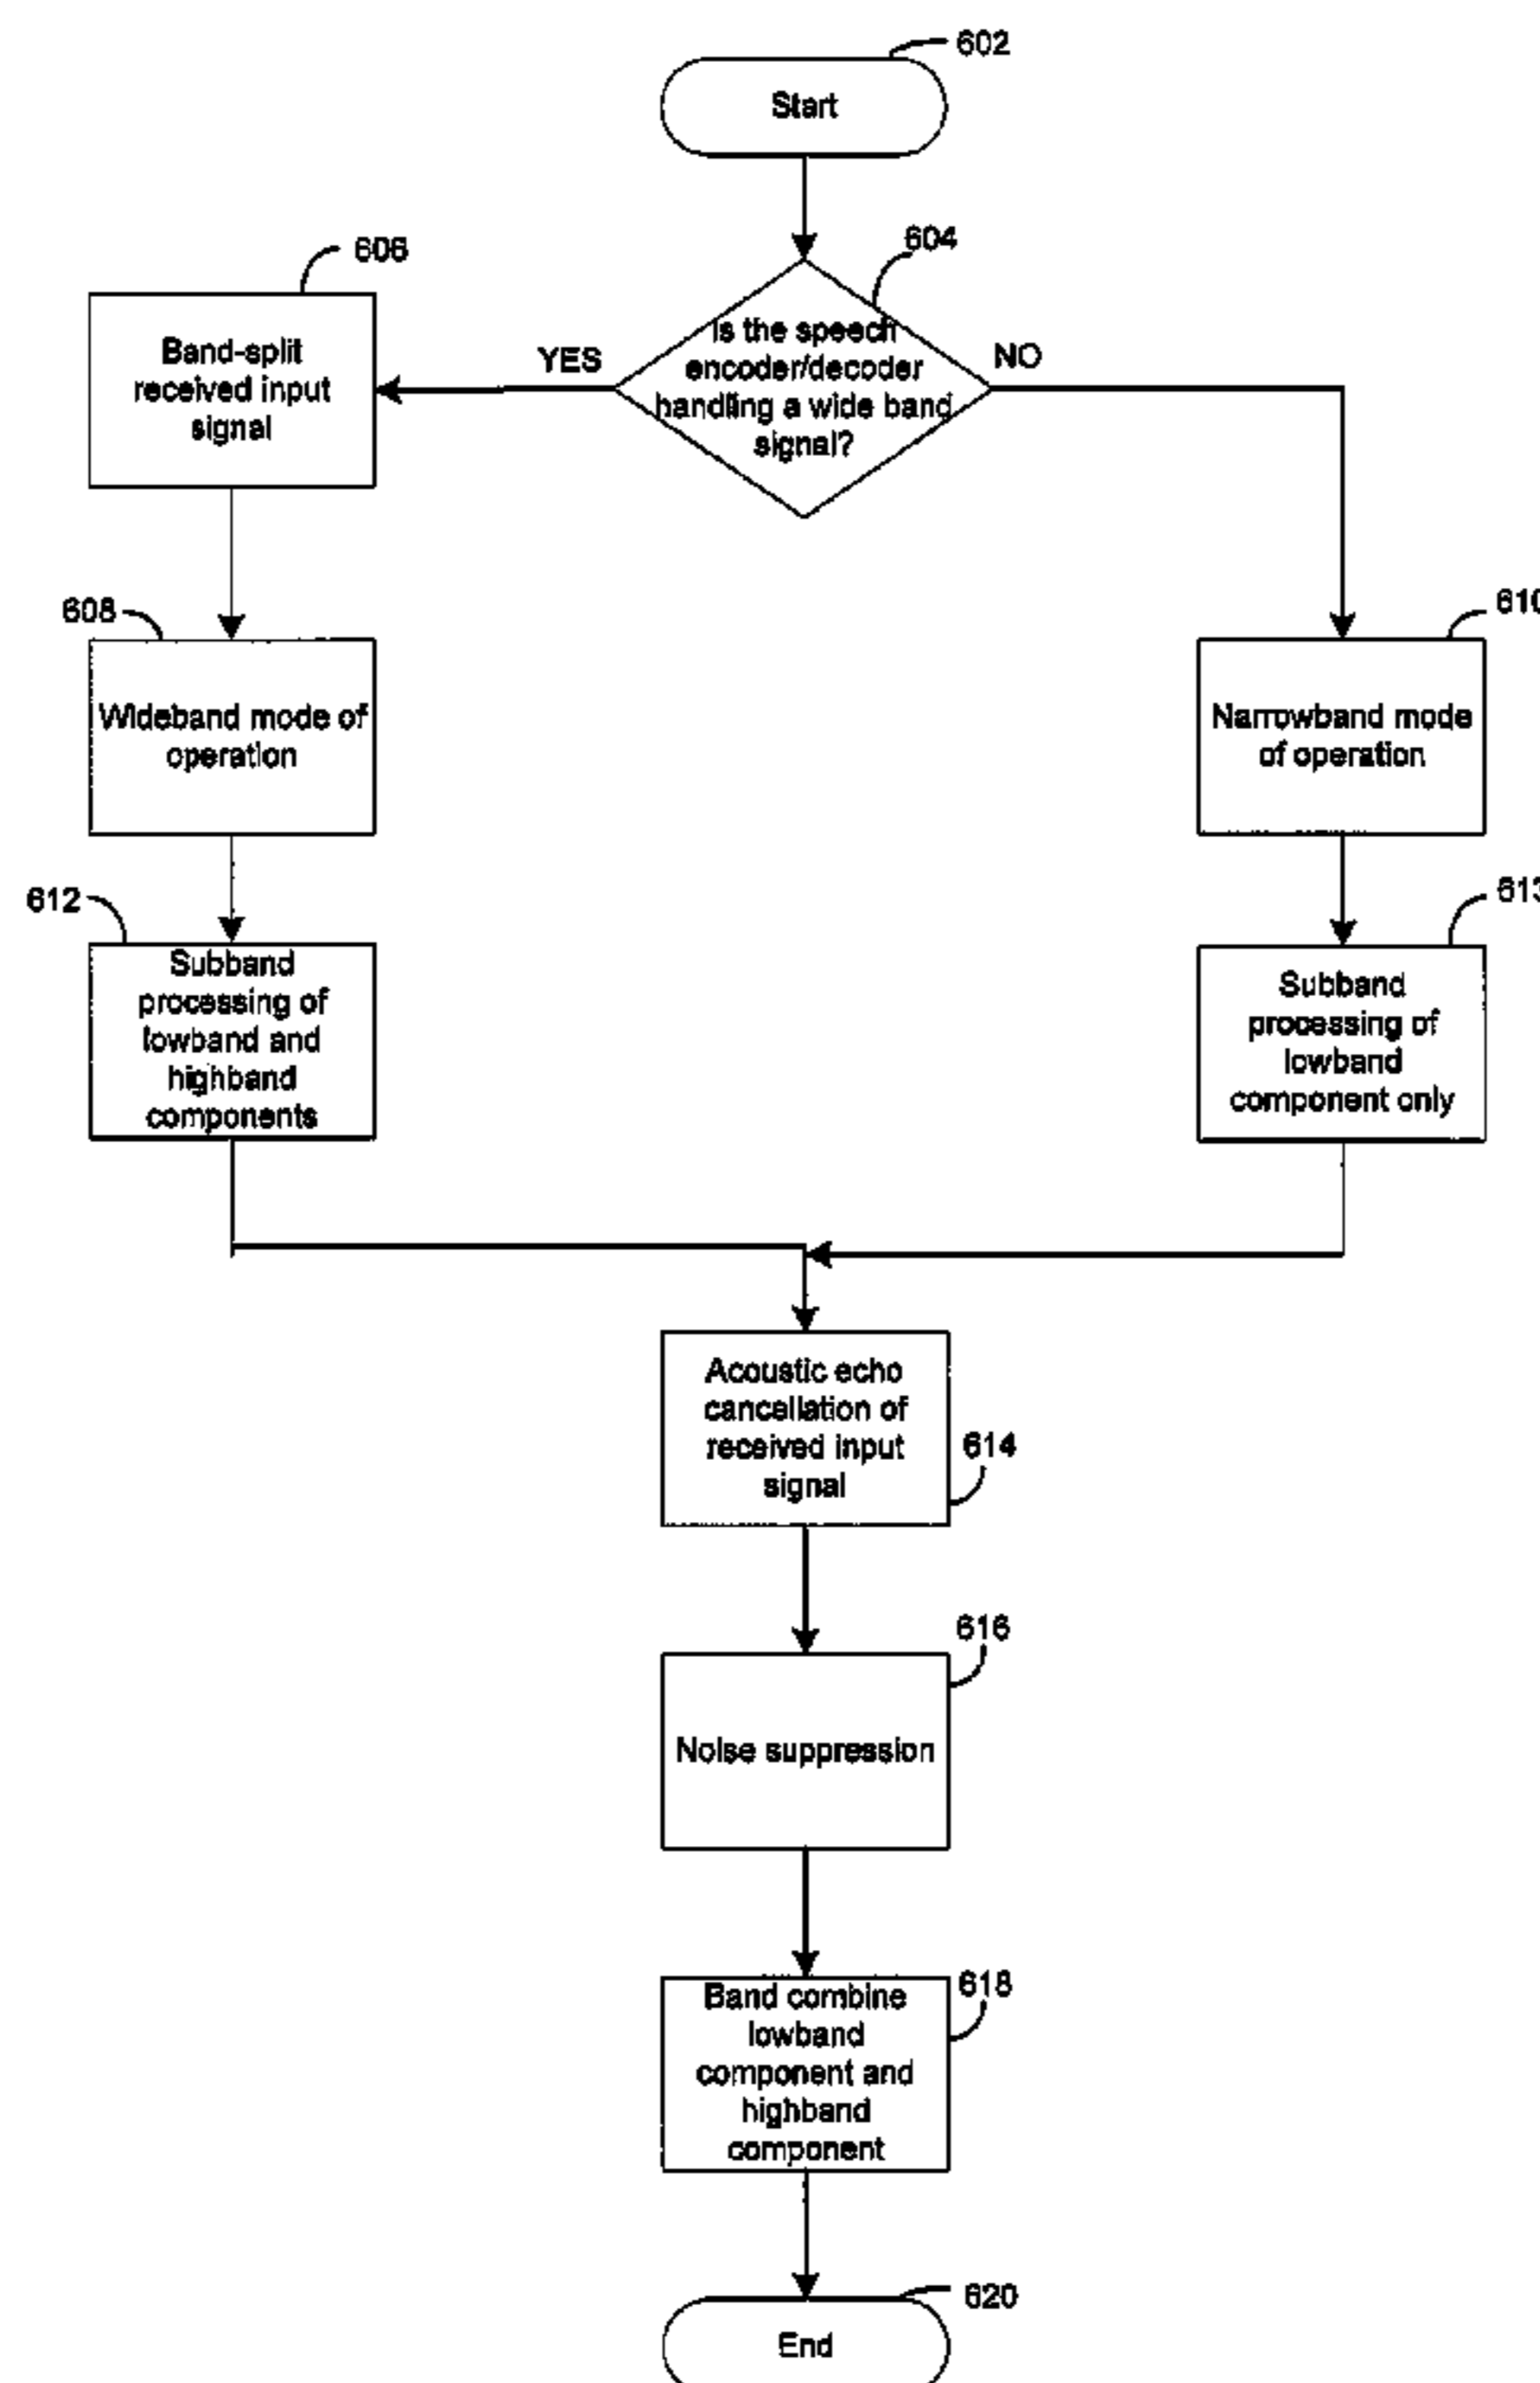 602
Start
604
606
Is the speech
encoder/decoder
handling a wide band
signal?
YES
NO
Band-split
received input
signal
608
610
Wideband mode of
operation
Narrowband mode
of operation
612
613
Subband
processing of
lowband and
highband
components
Subband
processing of
lowband
component only
Acoustic echo
cancellation of
received input
signal
614
616
Noise suppression
618
Band combine
lowband
component and
highband
component
620
End